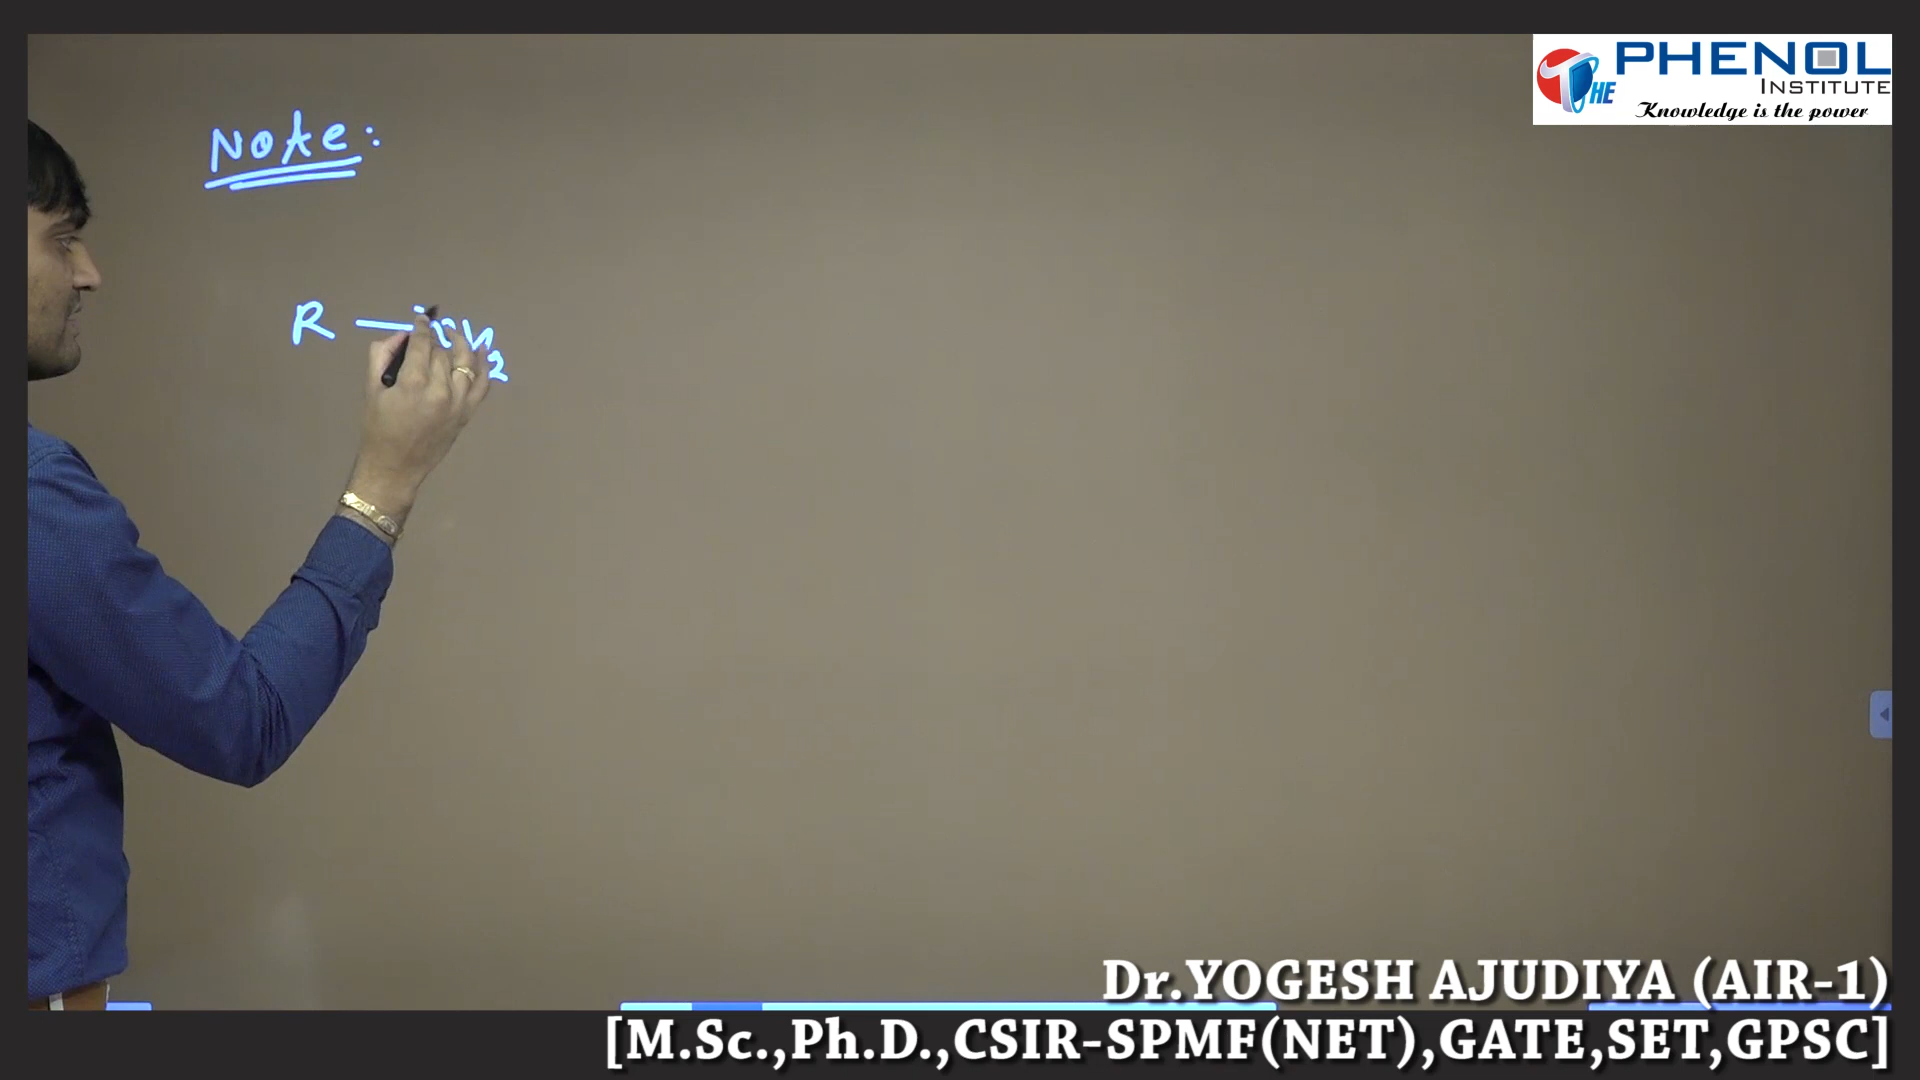 THE PHENOL
INSTITUTE
Knowledge is the power
Note:
R — NH2
Dr.YOGESH AJUDIYA (AIR-1)
[M.Sc.,Ph.D.,CSIR-SPMF(NET),GATE,SET,GPSC]